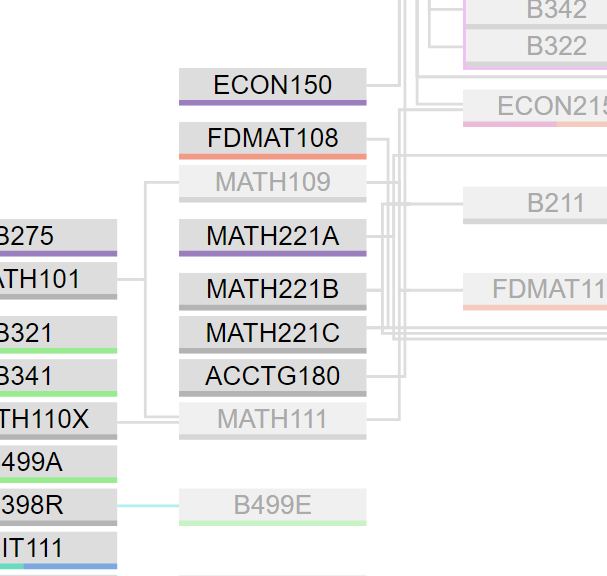 B342
B322
ECON150
ECON215
FDMAT108
MATH109
B211
B275
MATH221A
ATH101
MATH221B
FDMAT11
B321
MATH221C
B341
ACCTG180
TH110X
MATH111
499A
398R
B499E
IT111